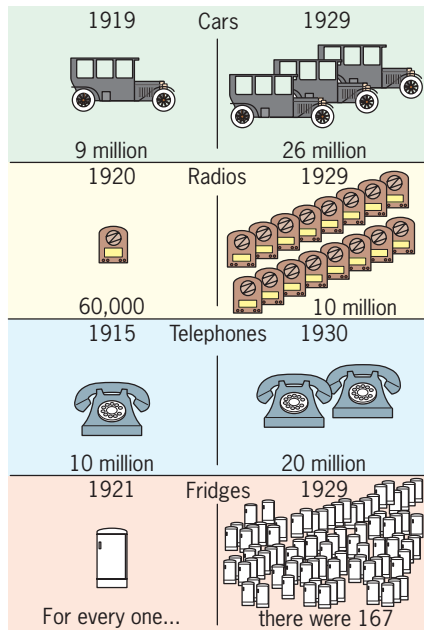 1919 Cars 1929
9 million 26 million
1920 Radios 1929
60,000 10 million
1915 Telephones 1930
10 million 20 million
1921 Fridges 1929
For every one... there were 167